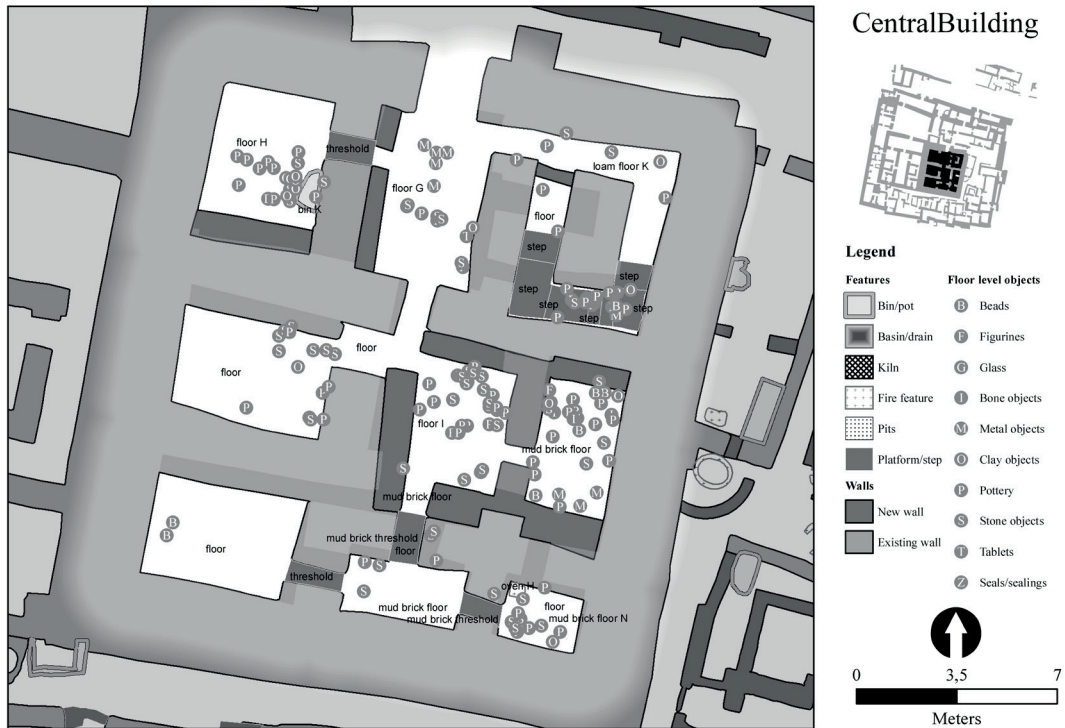 CentralBuilding
floor H
threshold
bin K
floor G
loam floor K
floor
step
step
step
step
step
step
floor
floor
floor I
mud brick floor
mud brick floor
mud brick threshold
floor
floor
threshold
mud brick floor
mud brick threshold
oven H
floor
mud brick floor N
Legend
Features
Bin/pot
Basin/drain
Kiln
Fire feature
Pits
Platform/step
Walls
New wall
Existing wall
Floor level objects
B Beads
F Figurines
G Glass
I Bone objects
M Metal objects
O Clay objects
P Pottery
S Stone objects
T Tablets
Z Seals/sealings
0 3,5 7
Meters